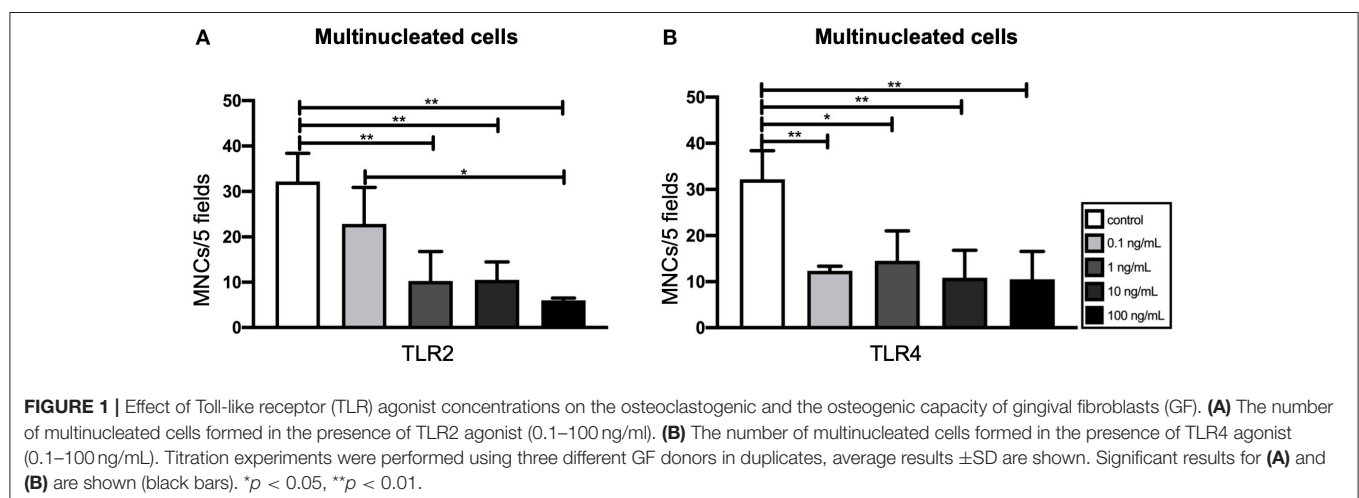 A
Multinucleated cells
**
**
**
*
50
40
30
20
10
0
MNCs/5 fields
TLR2
B
Multinucleated cells
**
**
*
**
50
40
30
20
10
0
MNCs/5 fields
TLR4
control
0.1 ng/mL
1 ng/mL
10 ng/mL
100 ng/mL
FIGURE 1 | Effect of Toll-like receptor (TLR) agonist concentrations on the osteoclastogenic and the osteogenic capacity of gingival fibroblasts (GF). (A) The number
of multinucleated cells formed in the presence of TLR2 agonist (0.1–100 ng/ml). (B) The number of multinucleated cells formed in the presence of TLR4 agonist
(0.1–100 ng/mL). Titration experiments were performed using three different GF donors in duplicates, average results ±SD are shown. Significant results for (A) and
(B) are shown (black bars). *p < 0.05, **p < 0.01.